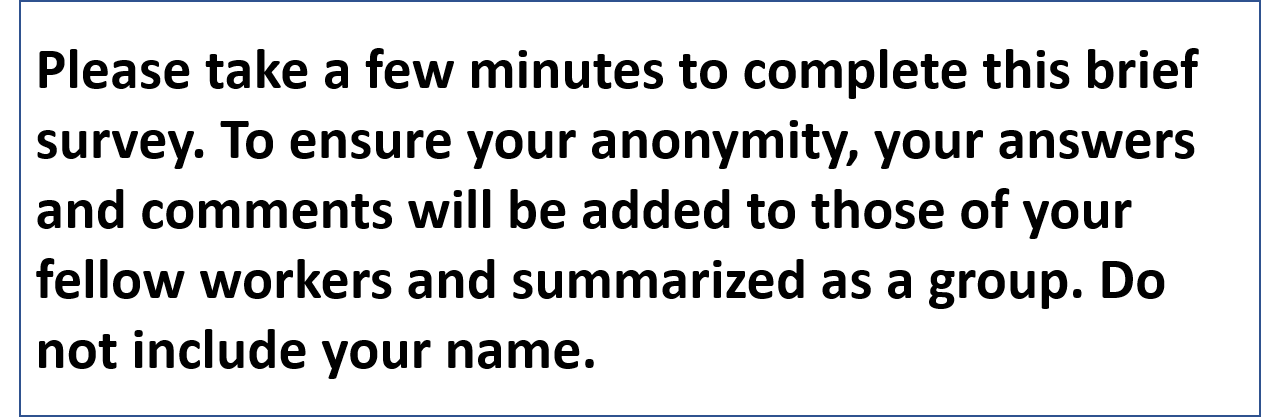 Please take a few minutes to complete this brief
survey. To ensure your anonymity, your answers
and comments will be added to those of your
fellow workers and summarized as a group. Do
not include your name.